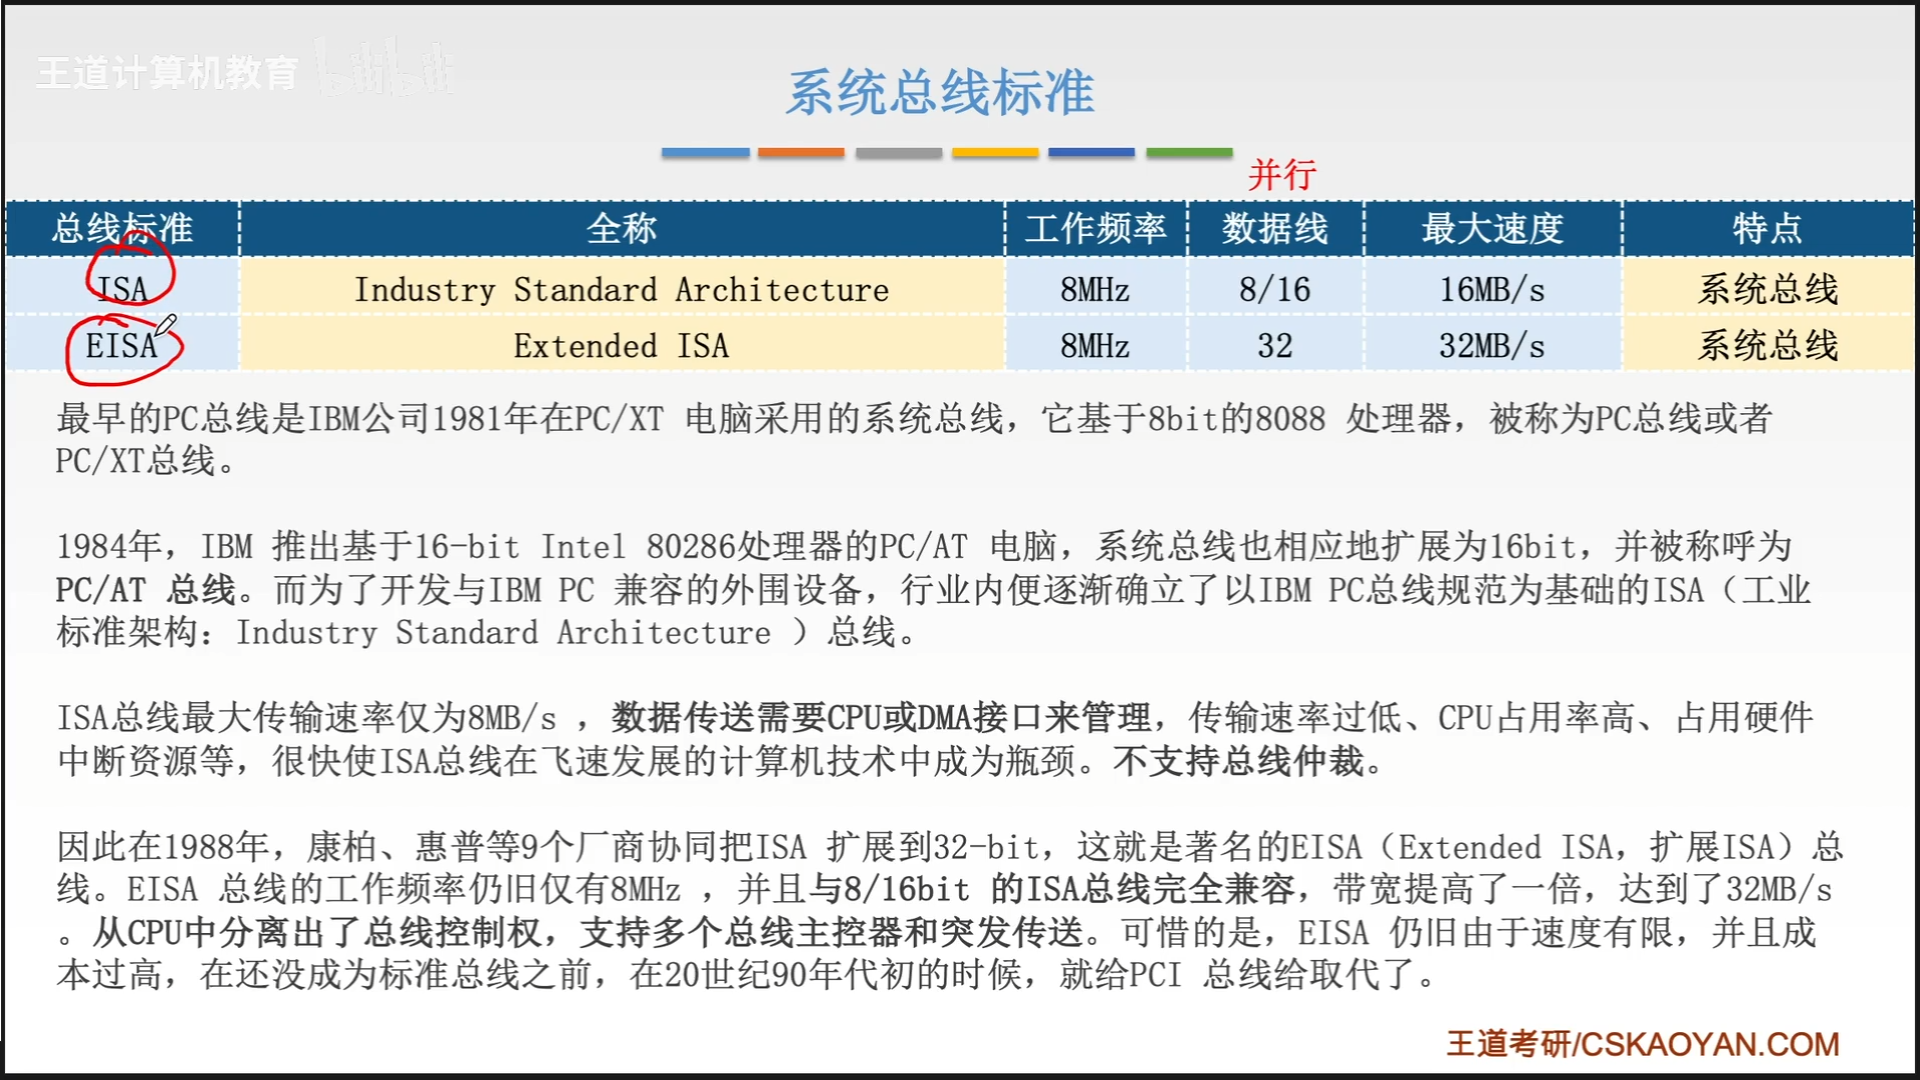 王道计算机教育 bilibili
系统总线标准
并行
总线标准 全称 工作频率 数据线 最大速度 特点
ISA Industry Standard Architecture 8MHz 8/16 16MB/s 系统总线
EISA Extended ISA 8MHz 32 32MB/s 系统总线
最早的PC总线是IBM公司1981年在PC/XT 电脑采用的系统总线，它基于8bit的8088 处理器，被称为PC总线或者
PC/XT总线。
1984年，IBM 推出基于16-bit Intel 80286处理器的PC/AT 电脑，系统总线也相应地扩展为16bit，并被称呼为
PC/AT 总线。而为了开发与IBM PC 兼容的外围设备，行业内便逐渐确立了以IBM PC总线规范为基础的ISA（工业
标准架构：Industry Standard Architecture ）总线。
ISA总线最大传输速率仅为8MB/s ，数据传送需要CPU或DMA接口来管理，传输速率过低、CPU占用率高、占用硬件
中断资源等，很快使ISA总线在飞速发展的计算机技术中成为瓶颈。不支持总线仲裁。
因此在1988年，康柏、惠普等9个厂商协同把ISA 扩展到32-bit，这就是著名的EISA（Extended ISA，扩展ISA）总
线。EISA 总线的工作频率仍旧仅有8MHz ，并且与8/16bit 的ISA总线完全兼容，带宽提高了一倍，达到了32MB/s
。从CPU中分离出了总线控制权，支持多个总线主控器和突发传送。可惜的是，EISA 仍旧由于速度有限，并且成
本过高，在还没成为标准总线之前，在20世纪90年代初的时候，就给PCI 总线给取代了。
王道考研/CSKAOYAN.COM